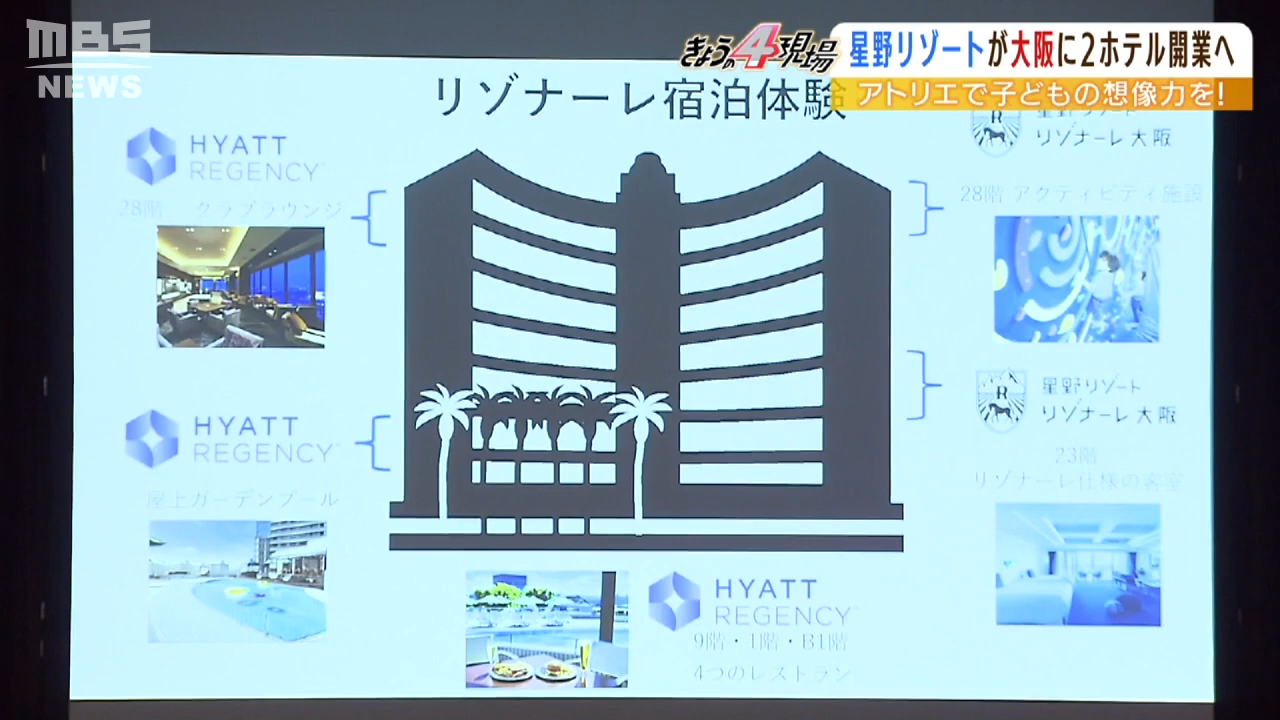 MBS
NEWS
きょうの4現場
星野リゾートが大阪に2ホテル開業へ
アトリエで子どもの想像力を!
リゾナーレ宿泊体験
HYATT
REGENCY
28階 クラブラウンジ
星野リゾート
リゾナーレ大阪
28階 アクティビティ施設
HYATT
REGENCY
屋上ガーデンプール
星野リゾート
リゾナーレ大阪
23階
リゾナーレ仕様の客室
HYATT
REGENCY
9階・1階・B1階
4つのレストラン